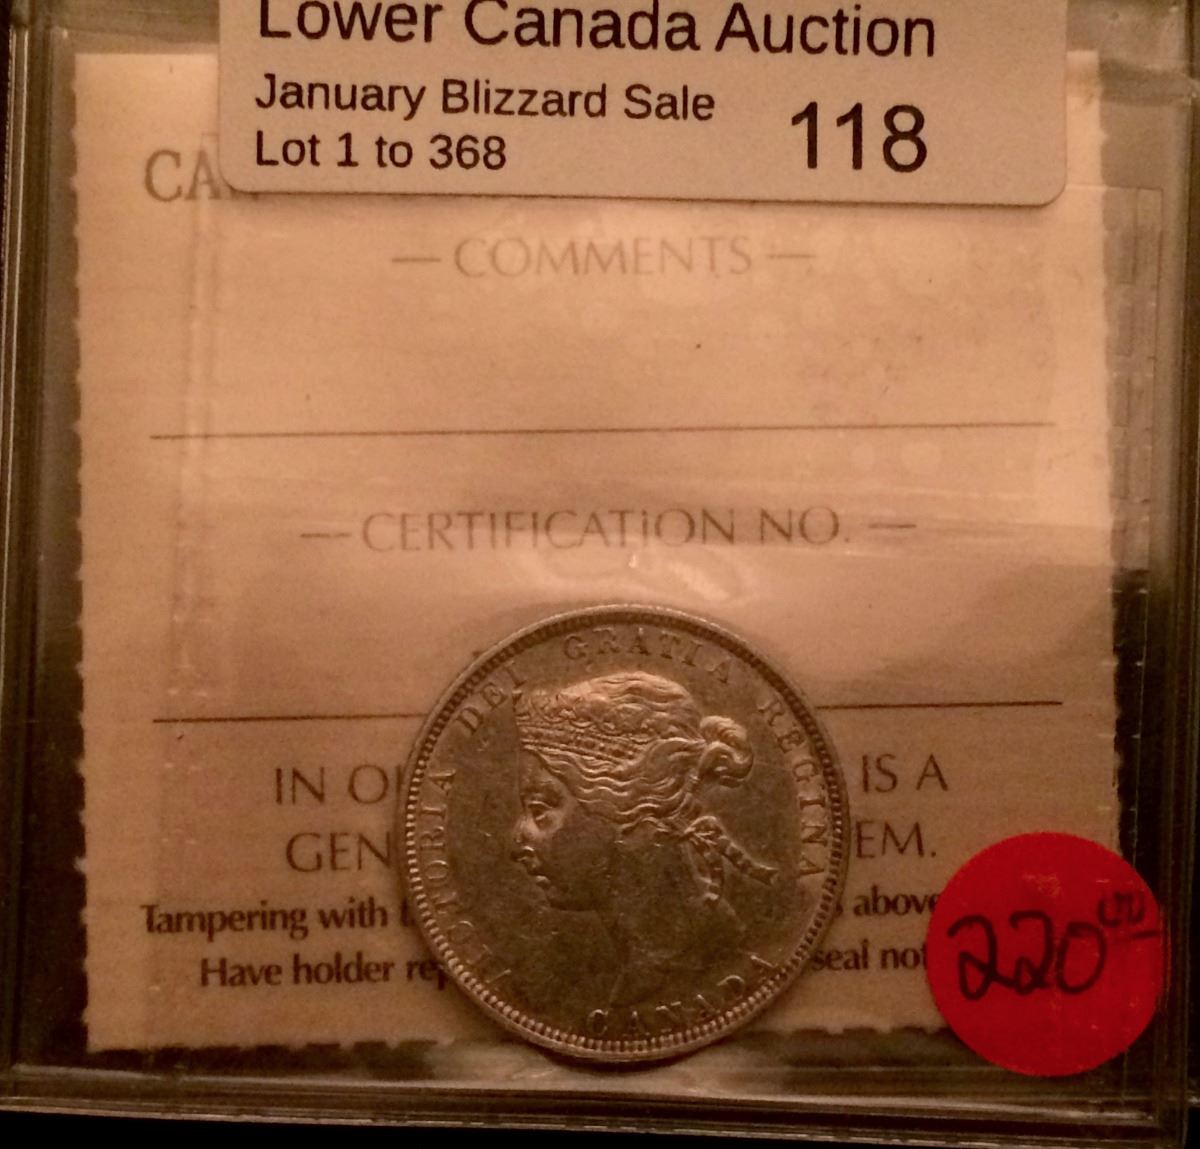 Lower Canada Auction
January Blizzard Sale
Lot 1 to 368
118
CA
— COMMENTS —
— CERTIFICATION NO. —
VICTORIA DEI GRATIA REGINA
CANADA
IN O IS A
GEN EM.
Tampering with above
Have holder re seal not
220 00